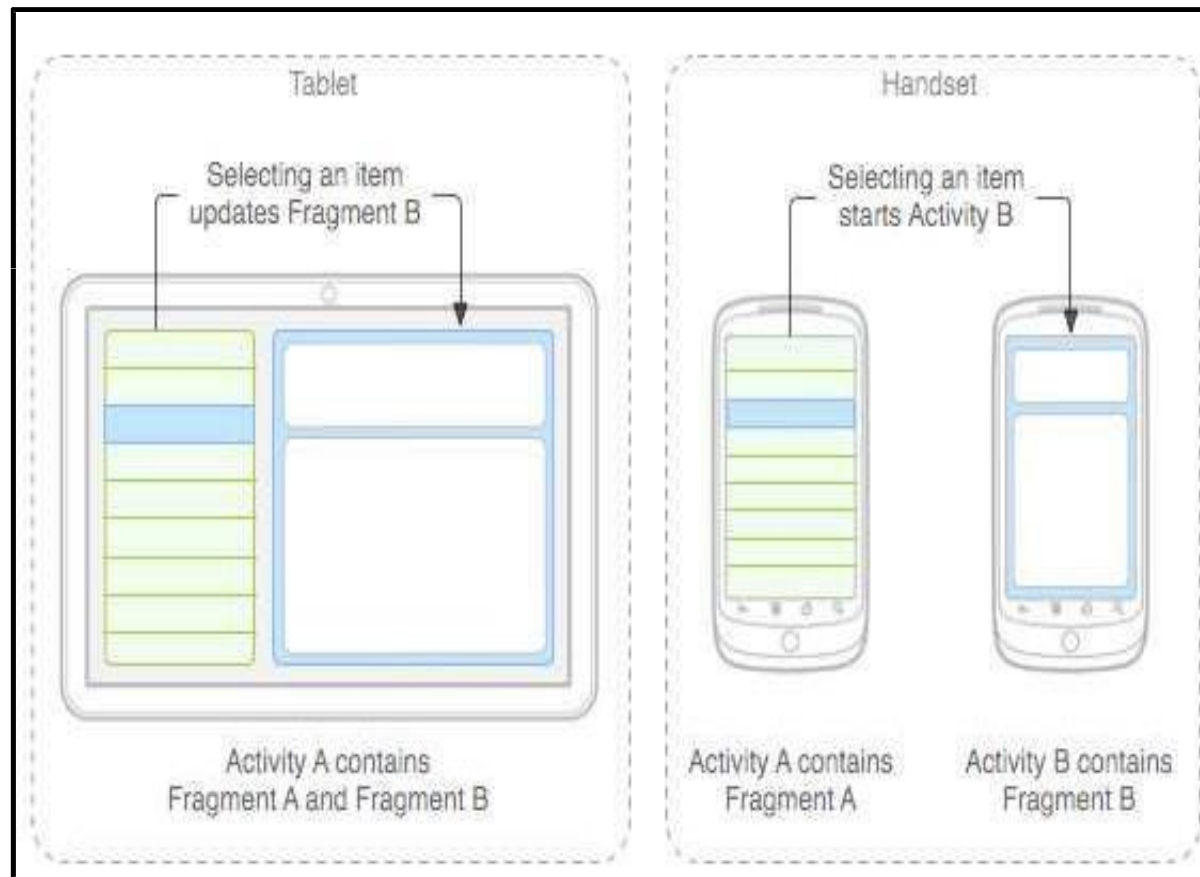 Tablet
Selecting an item
updates Fragment B
Activity A contains
Fragment A and Fragment B
Handset
Selecting an item
starts Activity B
Activity A contains
Fragment A
Activity B contains
Fragment B